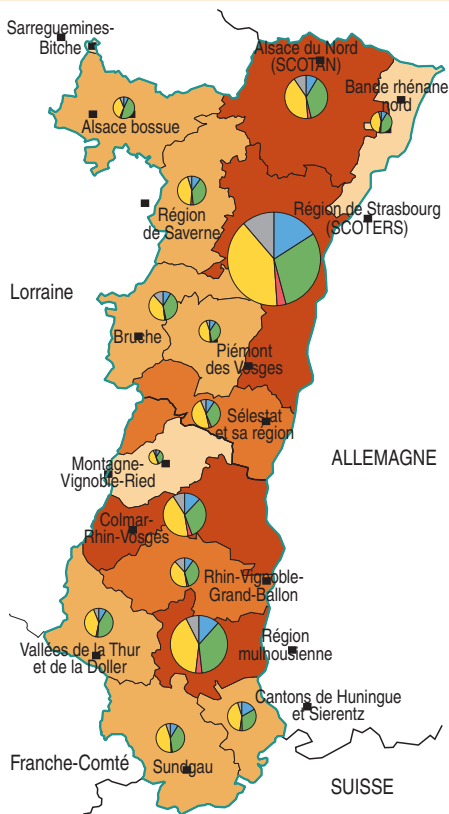 Sarreguemines-
Bitche
Alsace du Nord
(SCOTAN)
Bande rhénane
nord
Alsace bossue
Région
de Saverne
Région de Strasbourg
(SCOTERS)
Lorraine
Bruche
Piémont
des Vosges
Sélestat
et sa région
ALLEMAGNE
Montagne-
Vignoble-Ried
Colmar-
Rhin-Vosges
Rhin-Vignoble-
Grand-Ballon
Région
mulhousienne
Vallées de la Thur
et de la Doller
Cantons de Huningue
et Sierentz
Franche-Comté
Sundgau
SUISSE